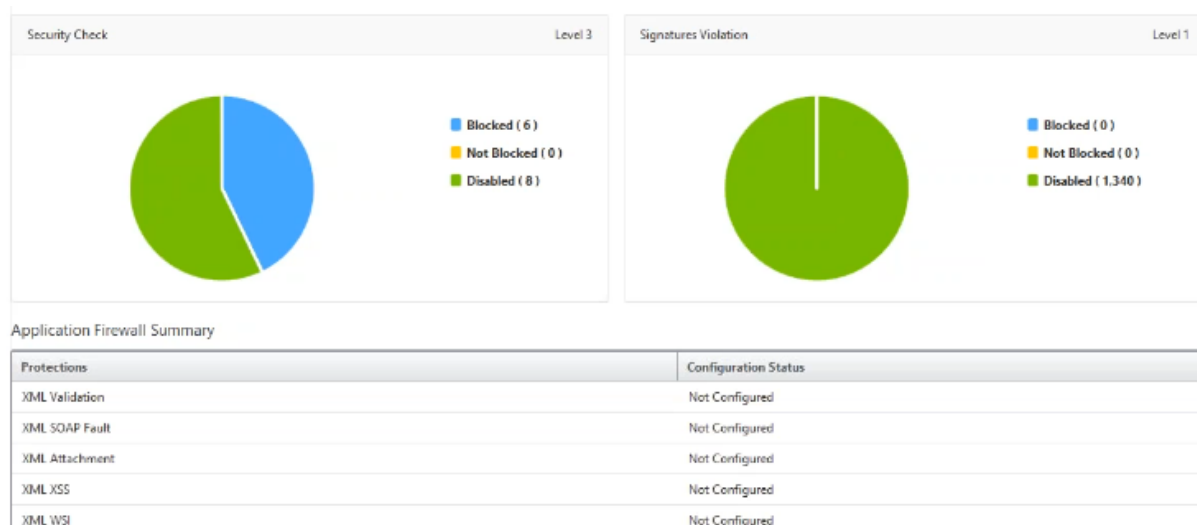 Security Check Level 3
Blocked ( 6 )
Not Blocked ( 0 )
Disabled ( 8 )
Signatures Violation Level 1
Blocked ( 0 )
Not Blocked ( 0 )
Disabled ( 1,340 )
Application Firewall Summary
Protections Configuration Status
XML Validation Not Configured
XML SOAP Fault Not Configured
XML Attachment Not Configured
XML XSS Not Configured
XML WSI Not Configured